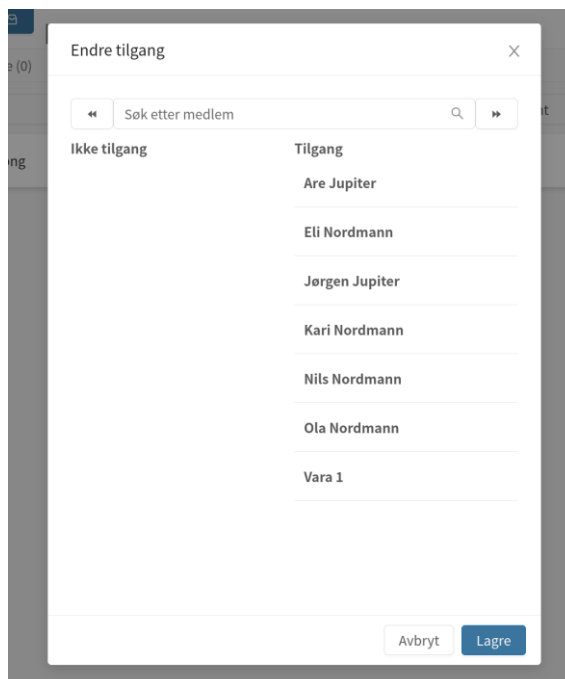 Endre tilgang
e (0)
Søk etter medlem
Ikke tilgang
Tilgang
Are Jupiter
Eli Nordmann
Jørgen Jupiter
Kari Nordmann
Nils Nordmann
Ola Nordmann
Vara 1
Avbryt
Lagre